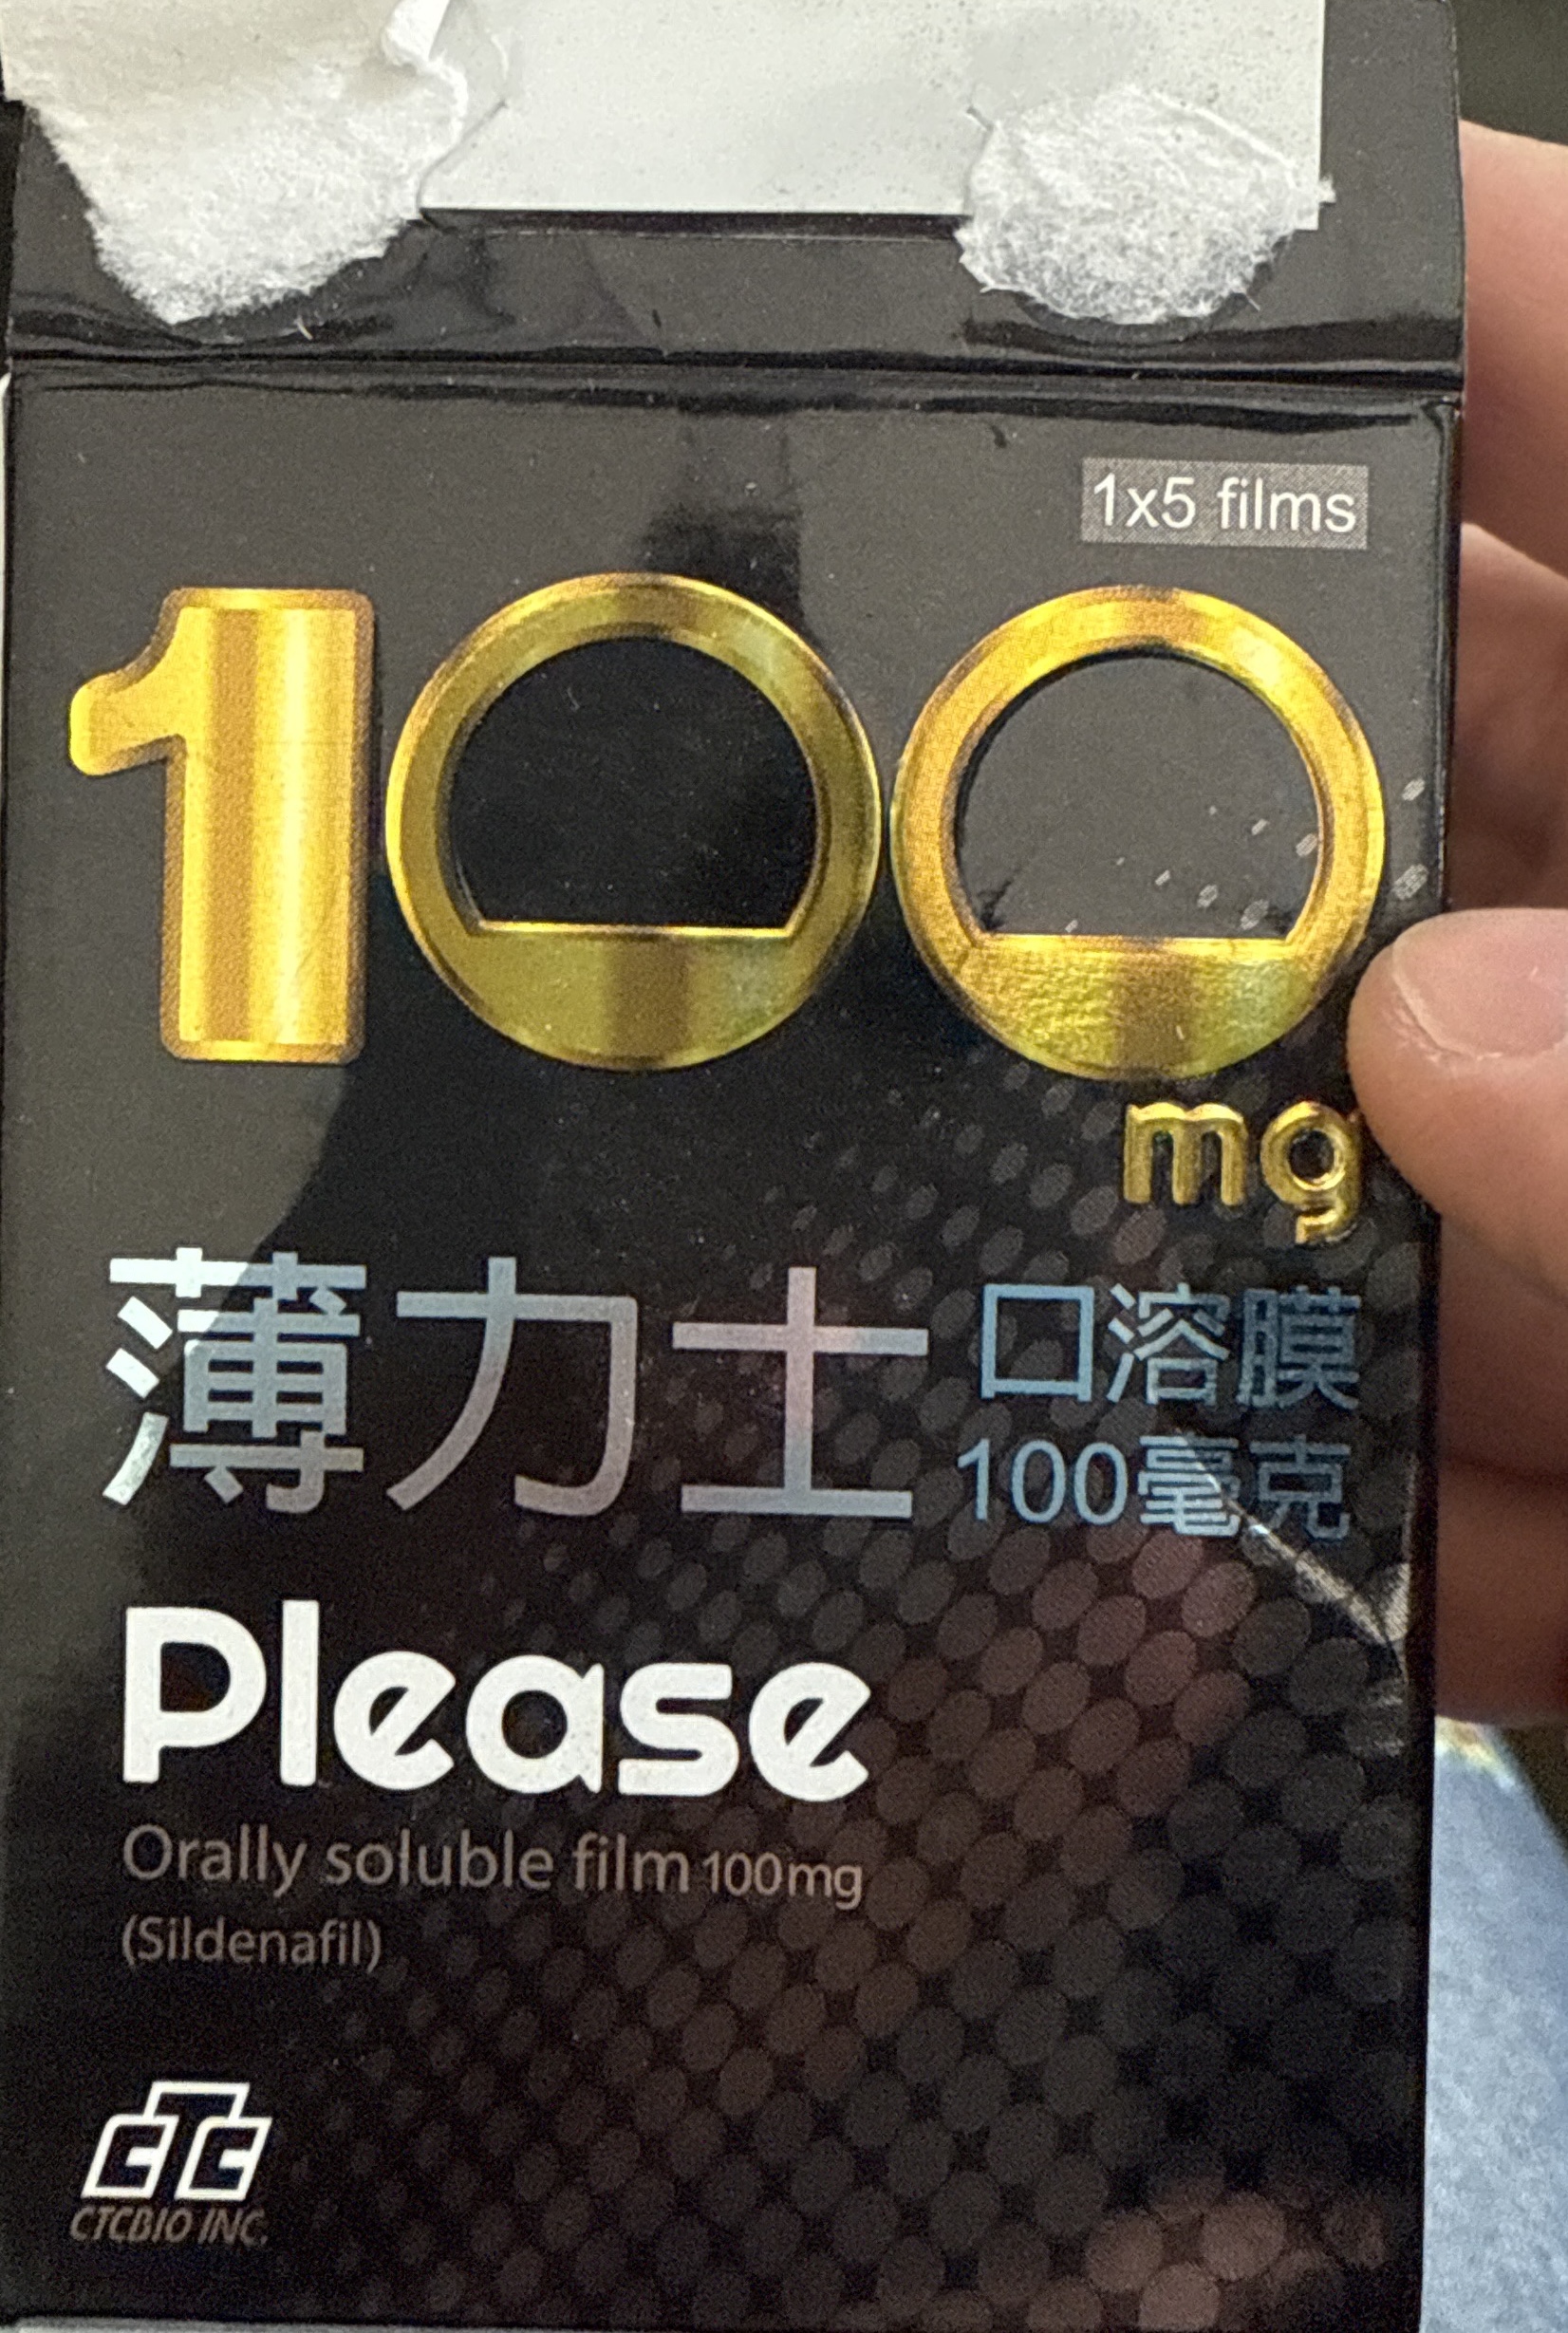 1x5 films
100
mg
薄力士 口溶膜
100毫克
Please
Orally soluble film 100mg
(Sildenafil)
CTC
CTCBIO INC.